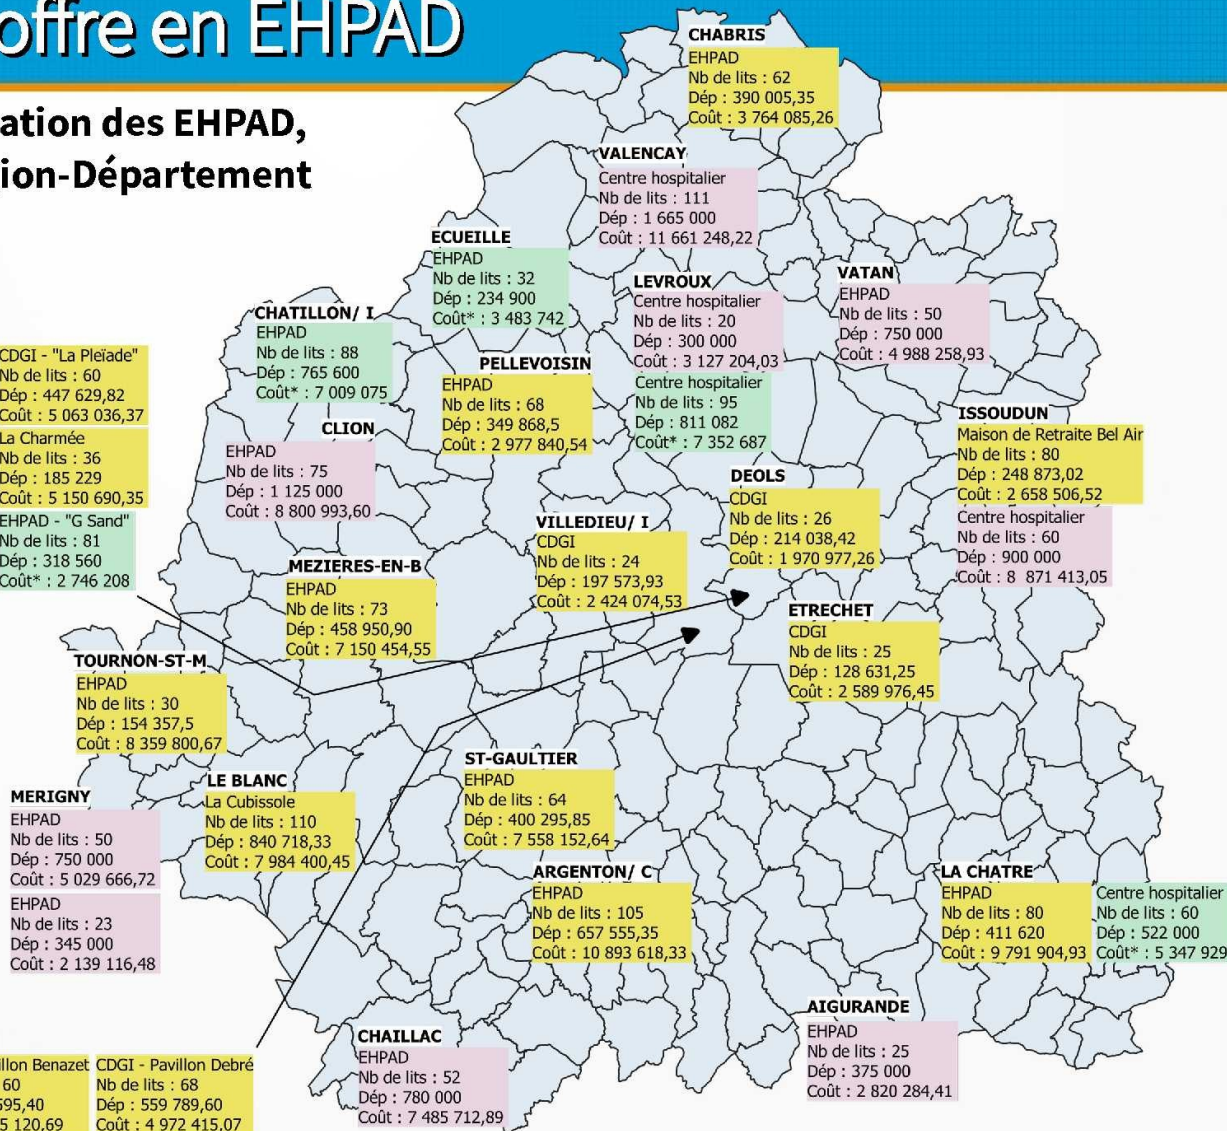 offre en EHPAD
ation des EHPAD,
ion-Département
CHABRIS
EHPAD
Nb de lits : 62
Dép : 390 005,35
Coût : 3 764 085,26
VALENCAY
Centre hospitalier
Nb de lits : 111
Dép : 1 665 000
Coût : 11 661 248,22
ECUEILLE
EHPAD
Nb de lits : 32
Dép : 234 900
Coût* : 3 483 742
LEVROUX
Centre hospitalier
Nb de lits : 20
Dép : 300 000
Coût : 3 127 204,03
Centre hospitalier
Nb de lits : 95
Dép : 811 082
Coût* : 7 352 687
VATAN
EHPAD
Nb de lits : 50
Dép : 750 000
Coût : 4 988 258,93
CHATILLON/ I
EHPAD
Nb de lits : 88
Dép : 765 600
Coût* : 7 009 075
CDGI - "La Pleïade"
Nb de lits : 60
Dép : 447 629,82
Coût : 5 063 036,37
La Charmée
Nb de lits : 36
Dép : 185 229
Coût : 5 150 690,35
EHPAD - "G Sand"
Nb de lits : 81
Dép : 318 560
Coût* : 2 746 208
PELLEVOISIN
EHPAD
Nb de lits : 68
Dép : 349 868,5
Coût : 2 977 840,54
CLION
EHPAD
Nb de lits : 75
Dép : 1 125 000
Coût : 8 800 993,60
ISSOUDUN
Maison de Retraite Bel Air
Nb de lits : 80
Dép : 248 873,02
Coût : 2 658 506,52
Centre hospitalier
Nb de lits : 60
Dép : 900 000
Coût : 8 871 413,05
DEOLS
CDGI
Nb de lits : 26
Dép : 214 038,42
Coût : 1 970 977,26
VILLEDIEU/ I
CDGI
Nb de lits : 24
Dép : 197 573,93
Coût : 2 424 074,53
MEZIERES-EN-B
EHPAD
Nb de lits : 73
Dép : 458 950,90
Coût : 7 150 454,55
ETRECHET
CDGI
Nb de lits : 25
Dép : 128 631,25
Coût : 2 589 976,45
TOURNON-ST-M
EHPAD
Nb de lits : 30
Dép : 154 357,5
Coût : 8 359 800,67
ST-GAULTIER
EHPAD
Nb de lits : 64
Dép : 400 295,85
Coût : 7 558 152,64
LE BLANC
La Cubissole
Nb de lits : 110
Dép : 840 718,33
Coût : 7 984 400,45
MERIGNY
EHPAD
Nb de lits : 50
Dép : 750 000
Coût : 5 029 666,72
EHPAD
Nb de lits : 23
Dép : 345 000
Coût : 2 139 116,48
ARGENTON/ C
EHPAD
Nb de lits : 105
Dép : 657 555,35
Coût : 10 893 618,33
LA CHATRE
EHPAD
Nb de lits : 80
Dép : 411 620
Coût : 9 791 904,93
Centre hospitalier
Nb de lits : 60
Dép : 522 000
Coût* : 5 347 929
AIGURANDE
EHPAD
Nb de lits : 25
Dép : 375 000
Coût : 2 820 284,41
CHAILLAC
EHPAD
Nb de lits : 52
Dép : 780 000
Coût : 7 485 712,89
illon Benazet
60
595,40
5 120,69
CDGI - Pavillon Debré
Nb de lits : 68
Dép : 559 789,60
Coût : 4 972 415,07